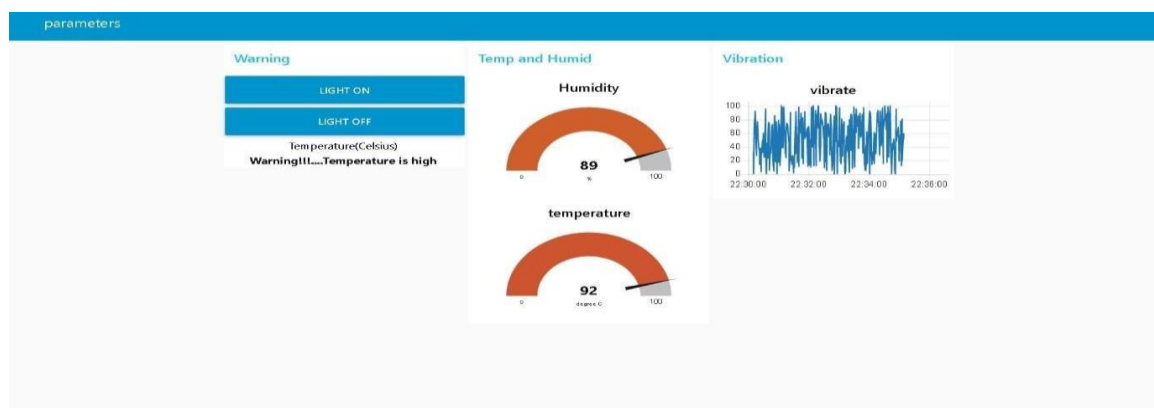 parameters
Warning
LIGHT ON
LIGHT OFF
Temperature(Celsius)
Warning!!!....Temperature is high
Temp and Humid
Humidity
89
%
0
100
temperature
92
degree C
0
100
Vibration
vibrate
100
80
60
40
20
0
22:30:00 22:32:00 22:34:00 22:36:00